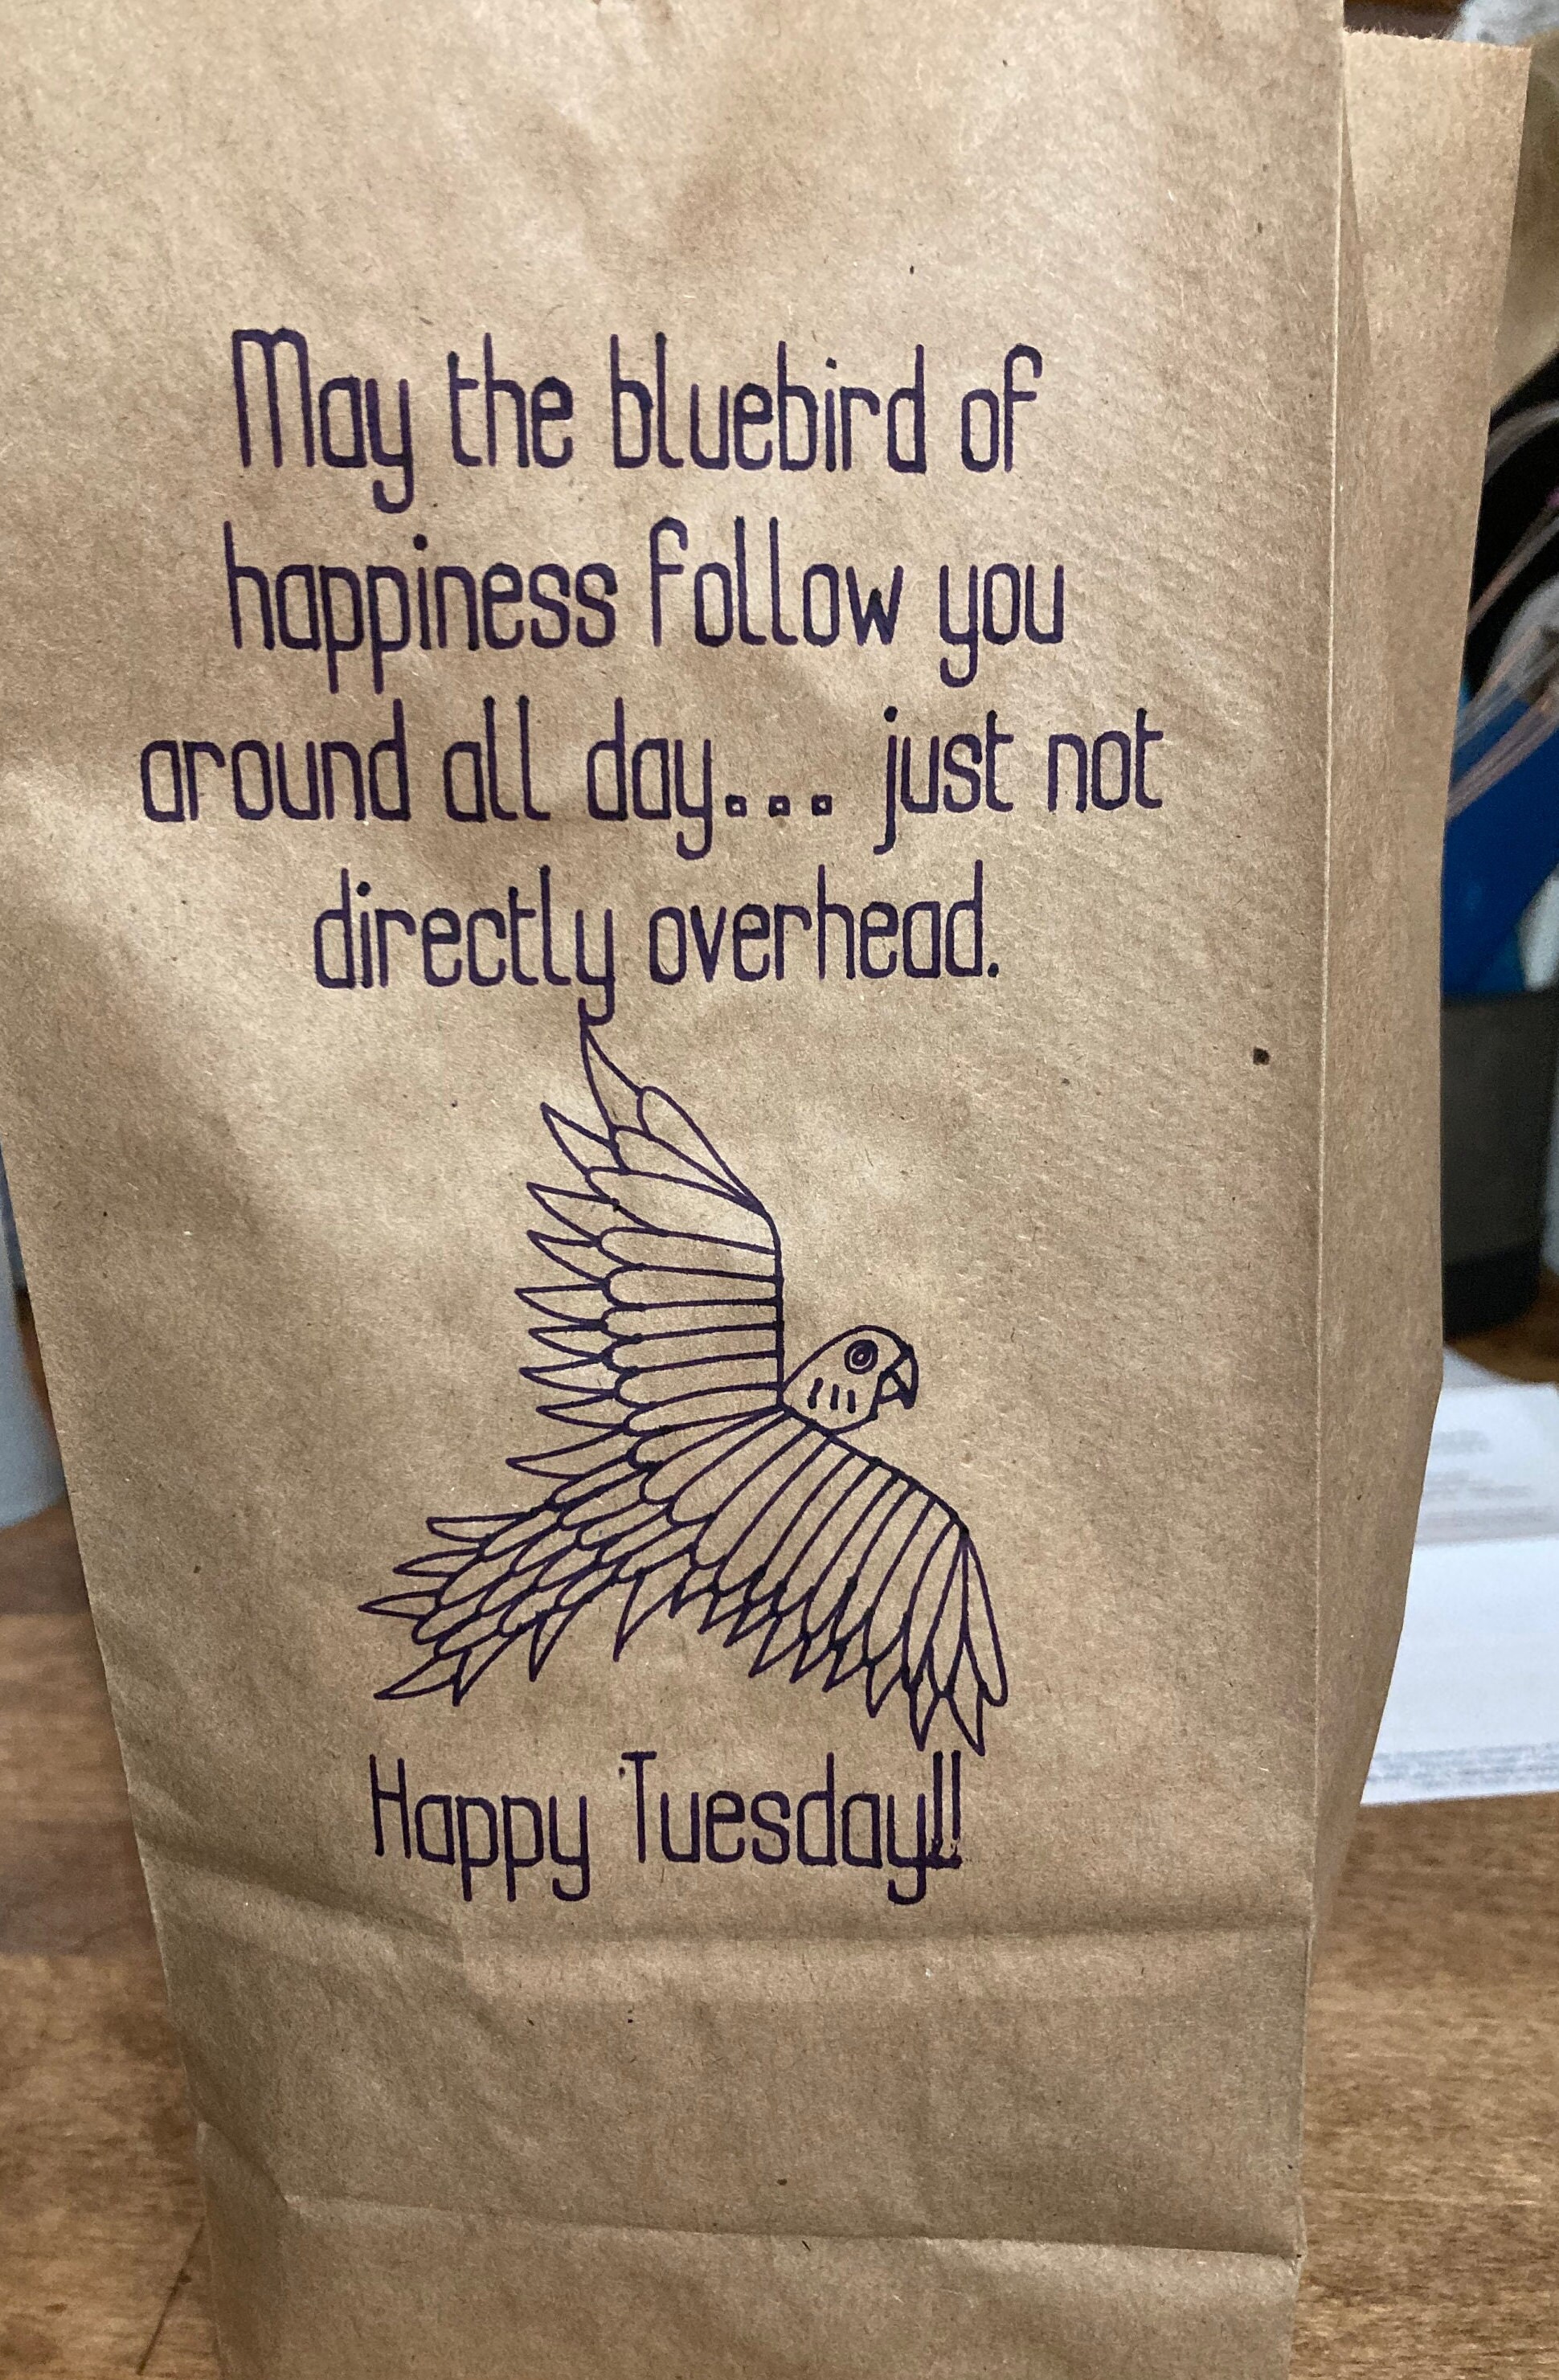 May the bluebird of
happiness follow you
around all day... just not
directly overhead.
Happy Tuesday!!